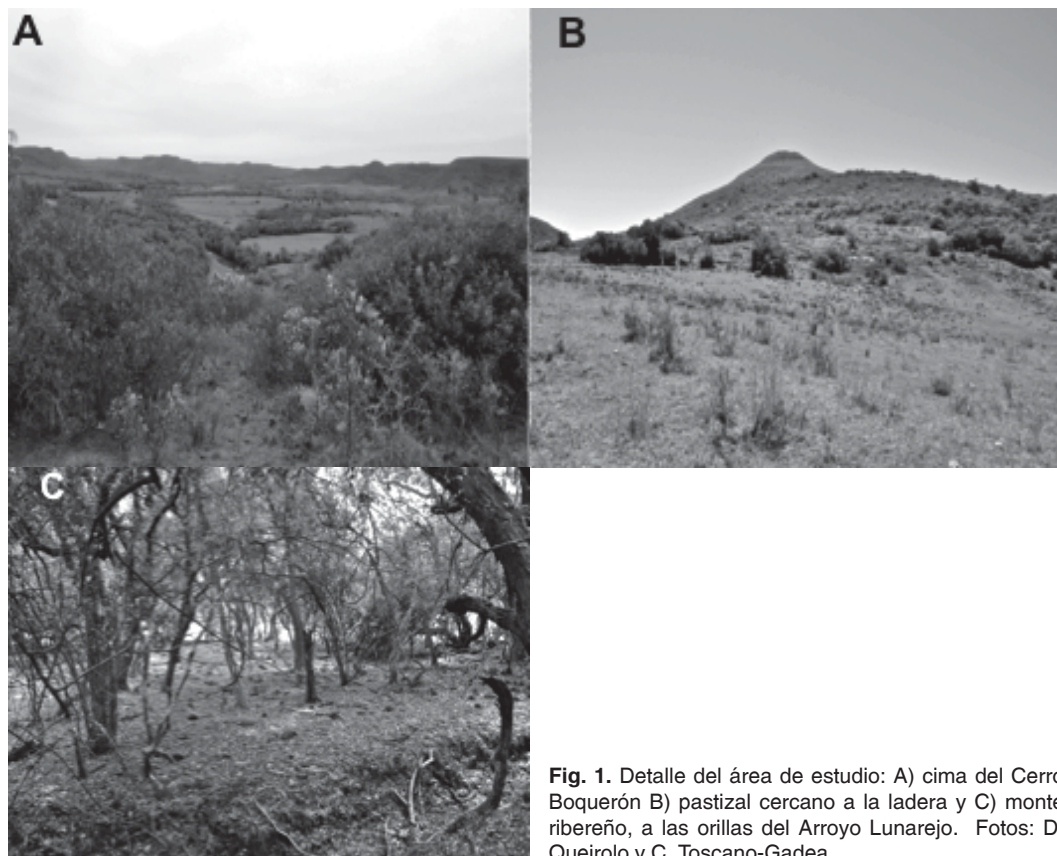 A
B
C
Fig. 1. Detalle del área de estudio: A) cima del Cerro
Boquerón B) pastizal cercano a la ladera y C) monte
ribereño, a las orillas del Arroyo Lunarejo. Fotos: D.
Queirolo y C. Toscano-Gadea.